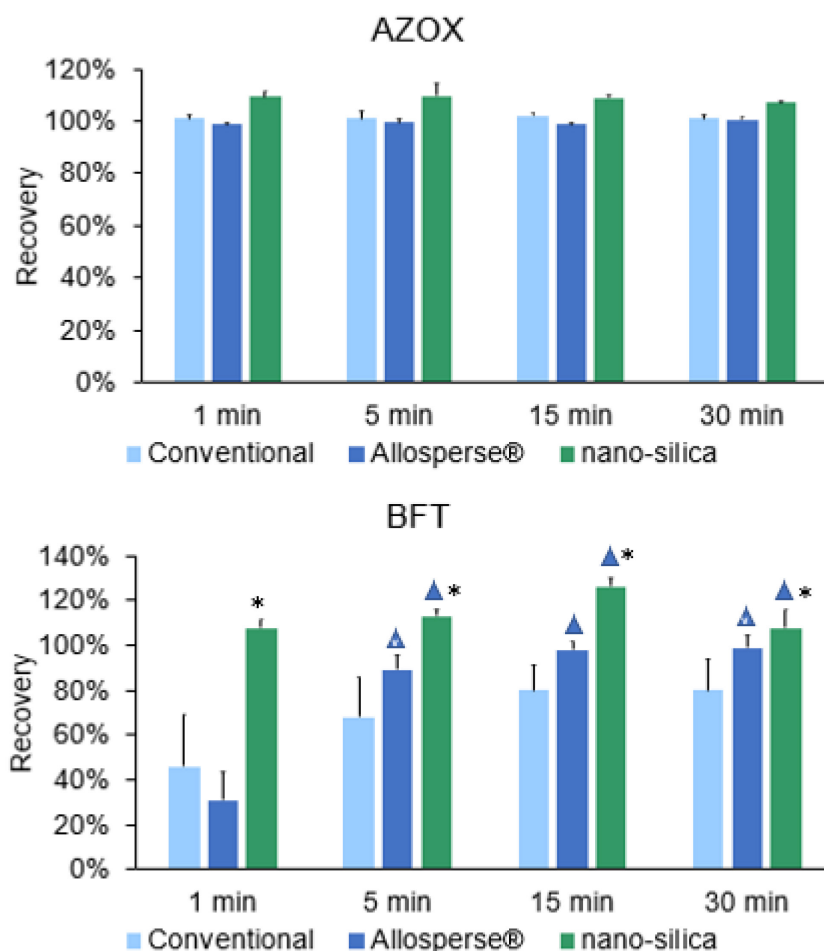 AZOX
120%
100%
80%
60%
40%
20%
0%
Recovery
1 min 5 min 15 min 30 min
Conventional Allosperse® nano-silica
BFT
140%
120%
100%
80%
60%
40%
20%
0%
Recovery
* * * *
1 min 5 min 15 min 30 min
Conventional Allosperse® nano-silica